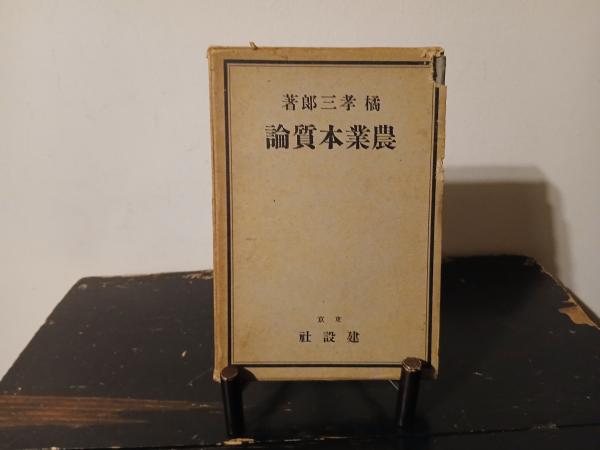 橘孝三郎著
農業本質論
東京
建設社